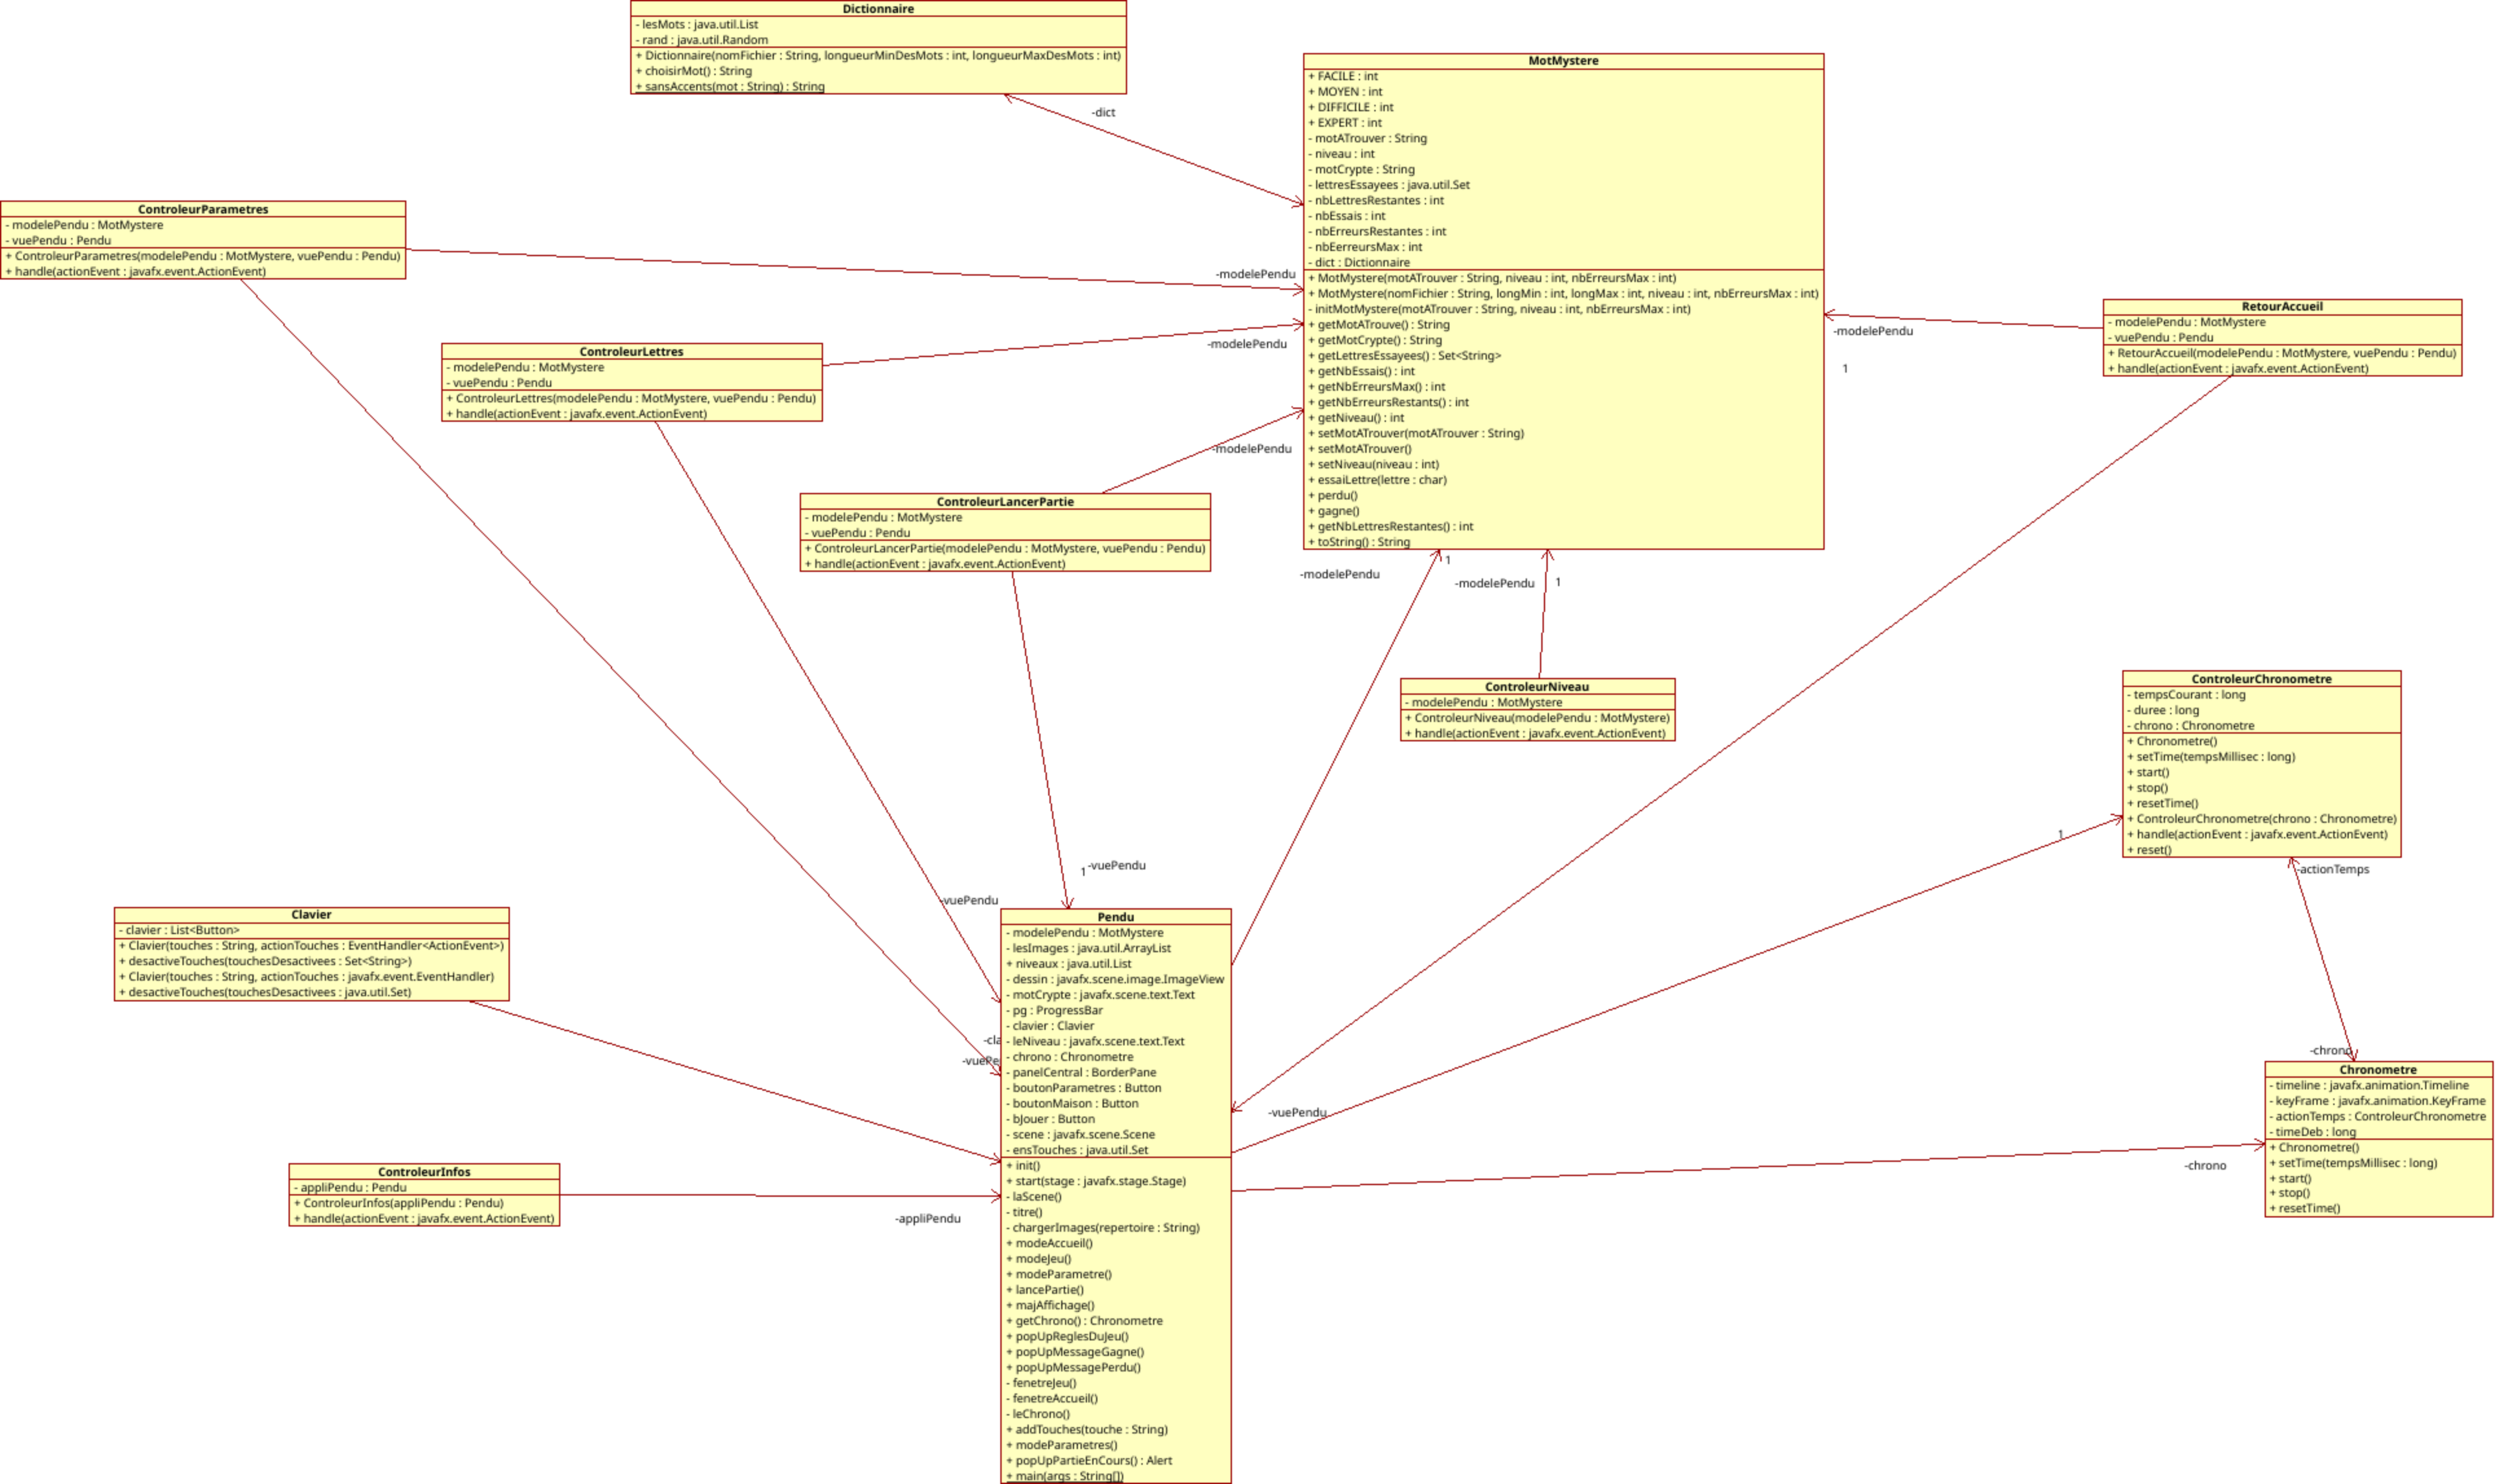 Dictionnaire
- lesMots : java.util.List
- rand : java.util.Random
+ Dictionnaire(nomFichier : String, longueurMinDesMots : int, longueurMaxDesMots : int)
+ choisirMot() : String
+ sansAccents(mot : String) : String
-dict
MotMystere
+ FACILE : int
+ MOYEN : int
+ DIFFICILE : int
+ EXPERT : int
- motATrouver : String
- niveau : int
- motCrypte : String
- lettresEssayees : java.util.Set
- nbLettresRestantes : int
- nbEssais : int
- nbErreursRestantes : int
- nbEerreursMax : int
- dict : Dictionnaire
+ MotMystere(motATrouver : String, niveau : int, nbErreursMax : int)
+ MotMystere(nomFichier : String, longMin : int, longMax : int, niveau : int, nbErreursMax : int)
- initMotMystere(motATrouver : String, niveau : int, nbErreursMax : int)
+ getMotATrouve() : String
+ getMotCrypte() : String
+ getLettresEssayees() : Set<String>
+ getNbEssais() : int
+ getNbErreursMax() : int
+ getNbErreursRestants() : int
+ getNiveau() : int
+ setMotATrouver(motATrouver : String)
+ setMotATrouver()
+ setNiveau(niveau : int)
+ essaiLettre(lettre : char)
+ perdu()
+ gagne()
+ getNbLettresRestantes() : int
+ toString() : String
ControleurParametres
- modelePendu : MotMystere
- vuePendu : Pendu
+ ControleurParametres(modelePendu : MotMystere, vuePendu : Pendu)
+ handle(actionEvent : javafx.event.ActionEvent)
-modelePendu
RetourAccueil
- modelePendu : MotMystere
- vuePendu : Pendu
+ RetourAccueil(modelePendu : MotMystere, vuePendu : Pendu)
+ handle(actionEvent : javafx.event.ActionEvent)
-modelePendu
1
ControleurLettres
- modelePendu : MotMystere
- vuePendu : Pendu
+ ControleurLettres(modelePendu : MotMystere, vuePendu : Pendu)
+ handle(actionEvent : javafx.event.ActionEvent)
-modelePendu
-modelePendu
ControleurLancerPartie
- modelePendu : MotMystere
- vuePendu : Pendu
+ ControleurLancerPartie(modelePendu : MotMystere, vuePendu : Pendu)
+ handle(actionEvent : javafx.event.ActionEvent)
-modelePendu
1
-modelePendu
1
ControleurNiveau
- modelePendu : MotMystere
+ ControleurNiveau(modelePendu : MotMystere)
+ handle(actionEvent : javafx.event.ActionEvent)
ControleurChronometre
- tempsCourant : long
- duree : long
- chrono : Chronometre
+ Chronometre()
+ setTime(tempsMillisec : long)
+ start()
+ stop()
+ resetTime()
+ ControleurChronometre(chrono : Chronometre)
+ handle(actionEvent : javafx.event.ActionEvent)
+ reset()
1
-actionTemps
-vuePendu
1
-vuePendu
Clavier
- clavier : List<Button>
+ Clavier(touches : String, actionTouches : EventHandler<ActionEvent>)
+ desactiveTouches(touchesDesactivees : Set<String>)
+ Clavier(touches : String, actionTouches : javafx.event.EventHandler)
+ desactiveTouches(touchesDesactivees : java.util.Set)
-cla
-vuePe
Pendu
- modelePendu : MotMystere
- lesImages : java.util.ArrayList
+ niveaux : java.util.List
- dessin : javafx.scene.image.ImageView
- motCrypte : javafx.scene.text.Text
- pg : ProgressBar
- clavier : Clavier
- leNiveau : javafx.scene.text.Text
- chrono : Chronometre
- panelCentral : BorderPane
- boutonParametres : Button
- boutonMaison : Button
- bJouer : Button
- scene : javafx.scene.Scene
- ensTouches : java.util.Set
+ init()
+ start(stage : javafx.stage.Stage)
- laScene()
- titre()
- chargerImages(repertoire : String)
+ modeAccueil()
+ modeJeu()
+ modeParametre()
+ lancePartie()
+ majAffichage()
+ getChrono() : Chronometre
+ popUpReglesDuJeu()
+ popUpMessageGagne()
+ popUpMessagePerdu()
- fenetreJeu()
- fenetreAccueil()
- leChrono()
+ addTouches(touche : String)
+ modeParametres()
+ popUpPartieEnCours() : Alert
+ main(args : String[])
-vuePendu
-chrono
Chronometre
- timeline : javafx.animation.Timeline
- keyFrame : javafx.animation.KeyFrame
- actionTemps : ControleurChronometre
- timeDeb : long
+ Chronometre()
+ setTime(tempsMillisec : long)
+ start()
+ stop()
+ resetTime()
-chrono
ControleurInfos
- appliPendu : Pendu
+ ControleurInfos(appliPendu : Pendu)
+ handle(actionEvent : javafx.event.ActionEvent)
-appliPendu